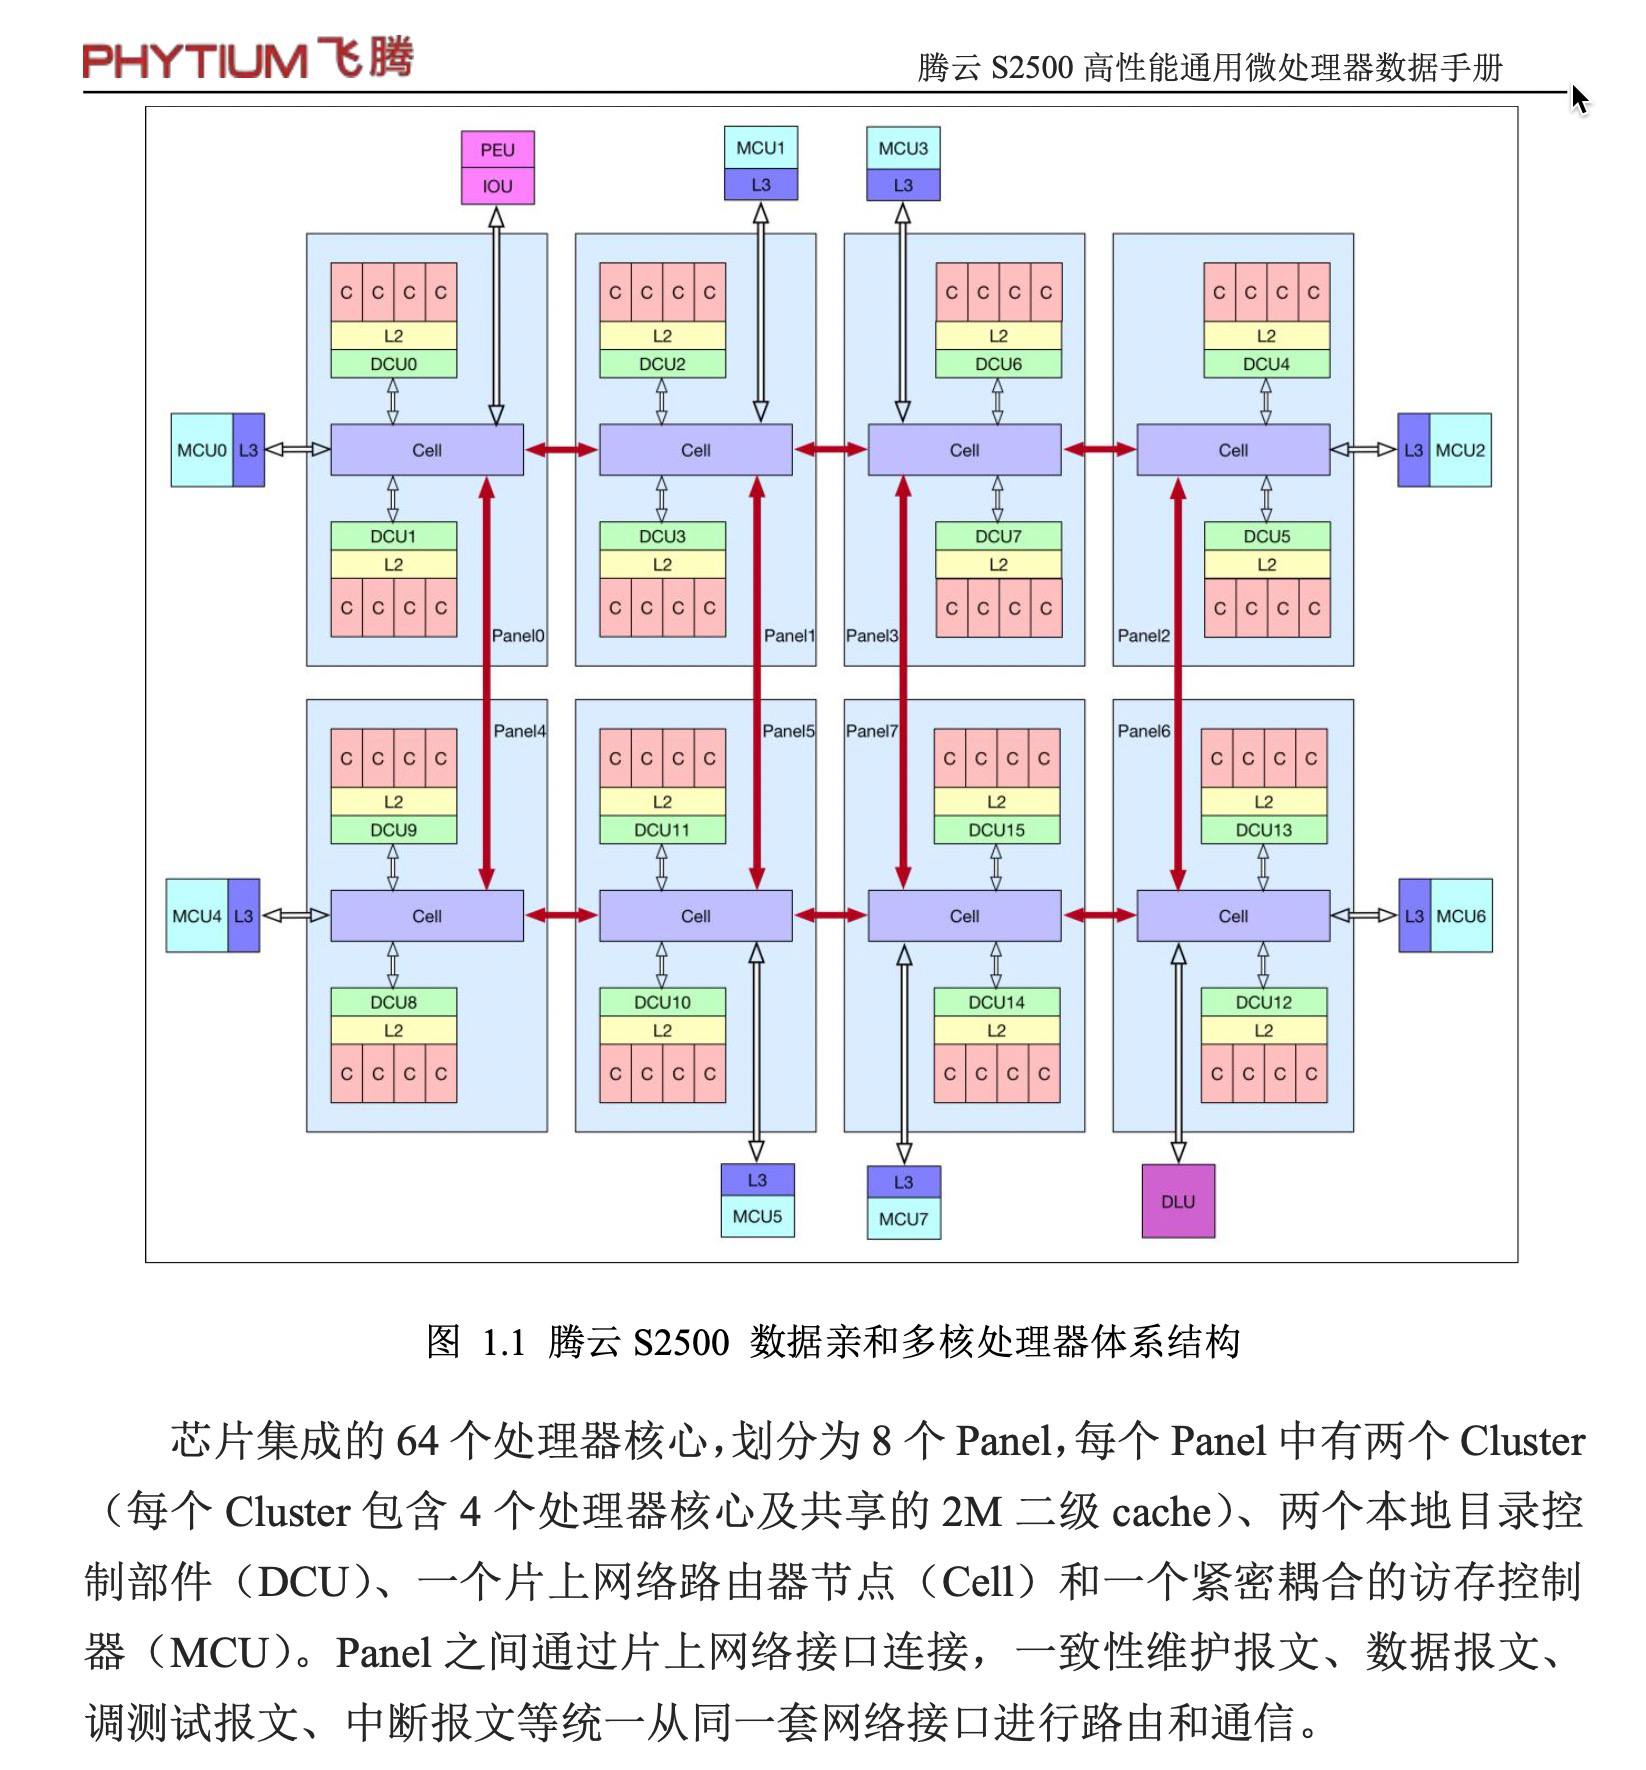 PHYTIUM飞腾
腾云 S2500 高性能通用微处理器数据手册
PEU
IOU
MCU1
L3
MCU3
L3
C C C C
L2
DCU0
C C C C
L2
DCU2
C C C C
L2
DCU6
C C C C
L2
DCU4
MCU0 L3
Cell
Cell
Cell
Cell
L3 MCU2
DCU1
L2
C C C C
DCU3
L2
C C C C
DCU7
L2
C C C C
DCU5
L2
C C C C
Panel0
Panel1
Panel3
Panel2
Panel4
Panel5
Panel7
Panel6
C C C C
L2
DCU9
C C C C
L2
DCU11
C C C C
L2
DCU15
C C C C
L2
DCU13
MCU4 L3
Cell
Cell
Cell
Cell
L3 MCU6
DCU8
L2
C C C C
DCU10
L2
C C C C
DCU14
L2
C C C C
DCU12
L2
C C C C
L3
MCU5
L3
MCU7
DLU
图 1.1 腾云 S2500 数据亲和多核处理器体系结构
芯片集成的 64 个处理器核心，划分为 8 个 Panel，每个 Panel 中有两个 Cluster
（每个 Cluster 包含 4 个处理器核心及共享的 2M 二级 cache）、两个本地目录控
制部件（DCU）、一个片上网络路由器节点（Cell）和一个紧密耦合的访存控制
器（MCU）。Panel 之间通过片上网络接口连接，一致性维护报文、数据报文、
调测试报文、中断报文等统一从同一套网络接口进行路由和通信。